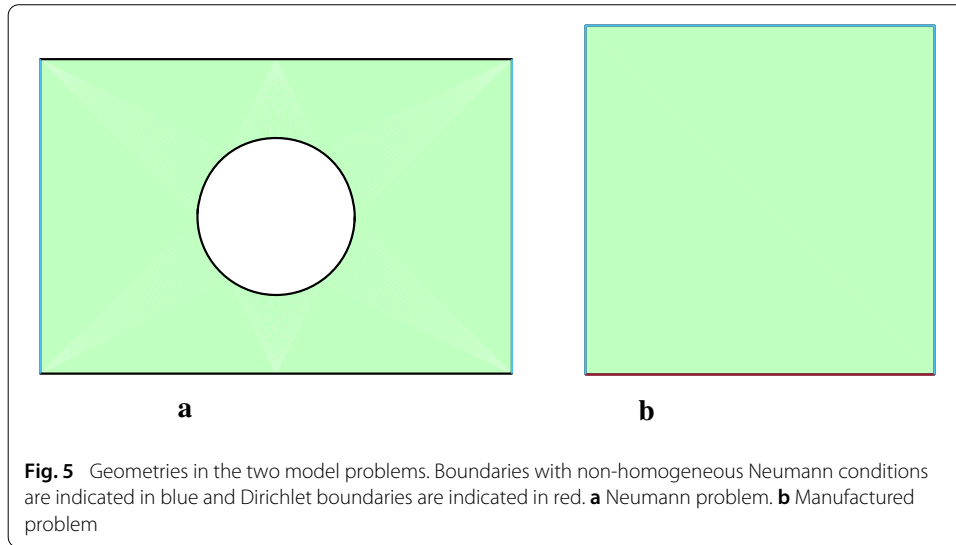 a
b
Fig. 5 Geometries in the two model problems. Boundaries with non-homogeneous Neumann conditions
are indicated in blue and Dirichlet boundaries are indicated in red. a Neumann problem. b Manufactured
problem